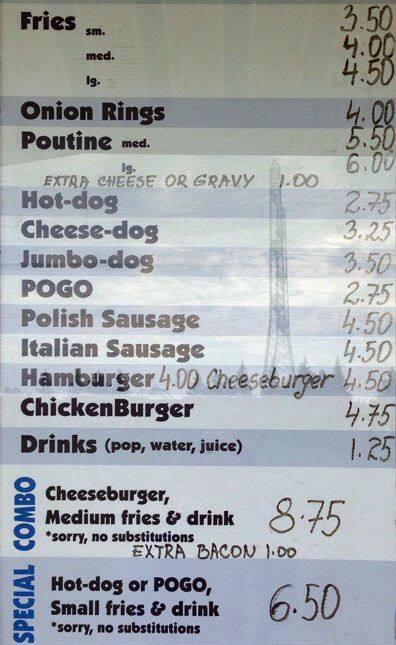 Fries sm. 3.50
med. 4.00
lg. 4.50
Onion Rings 4.00
Poutine med. 5.50
lg. 6.00
EXTRA CHEESE OR GRAVY 1.00
Hot-dog 2.75
Cheese-dog 3.25
Jumbo-dog 3.50
POGO 2.75
Polish Sausage 4.50
Italian Sausage 4.50
Hamburger 4.00 Cheeseburger 4.50
ChickenBurger 4.75
Drinks (pop, water, juice) 1.25
SPECIAL COMBO
Cheeseburger,
Medium fries & drink 8.75
*sorry, no substitutions
EXTRA BACON 1.00
Hot-dog or POGO,
Small fries & drink 6.50
*sorry, no substitutions